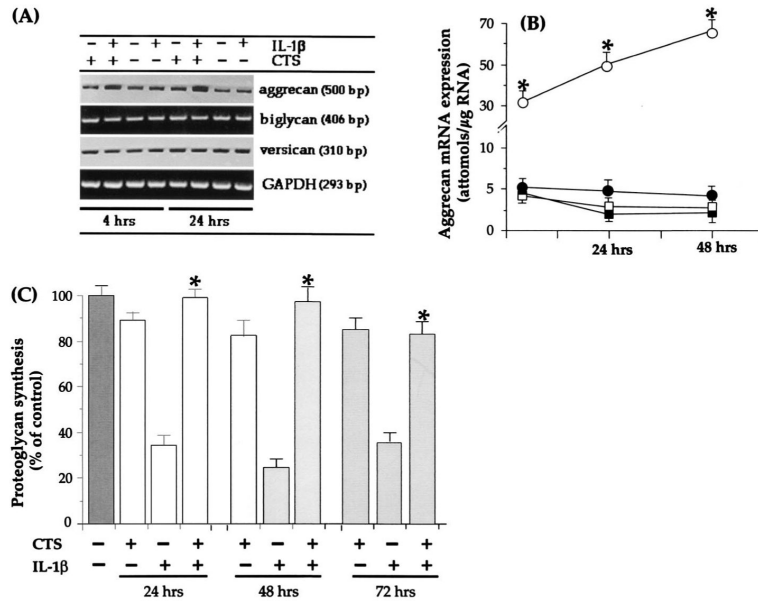 (A)
− + − + − + − + IL-1β
+ + − − + + − − CTS
aggrecan (500 bp)
biglycan (406 bp)
versican (310 bp)
GAPDH (293 bp)
4 hrs 24 hrs
(B)
Aggrecan mRNA expression
(attomols/µg RNA)
70
50
30
10
5
0
* * *
24 hrs 48 hrs
(C)
Proteoglycan synthesis
(% of control)
100
80
60
40
20
0
* * *
CTS − + − + + − + + − +
IL-1β − − + + − + + − + +
24 hrs 48 hrs 72 hrs